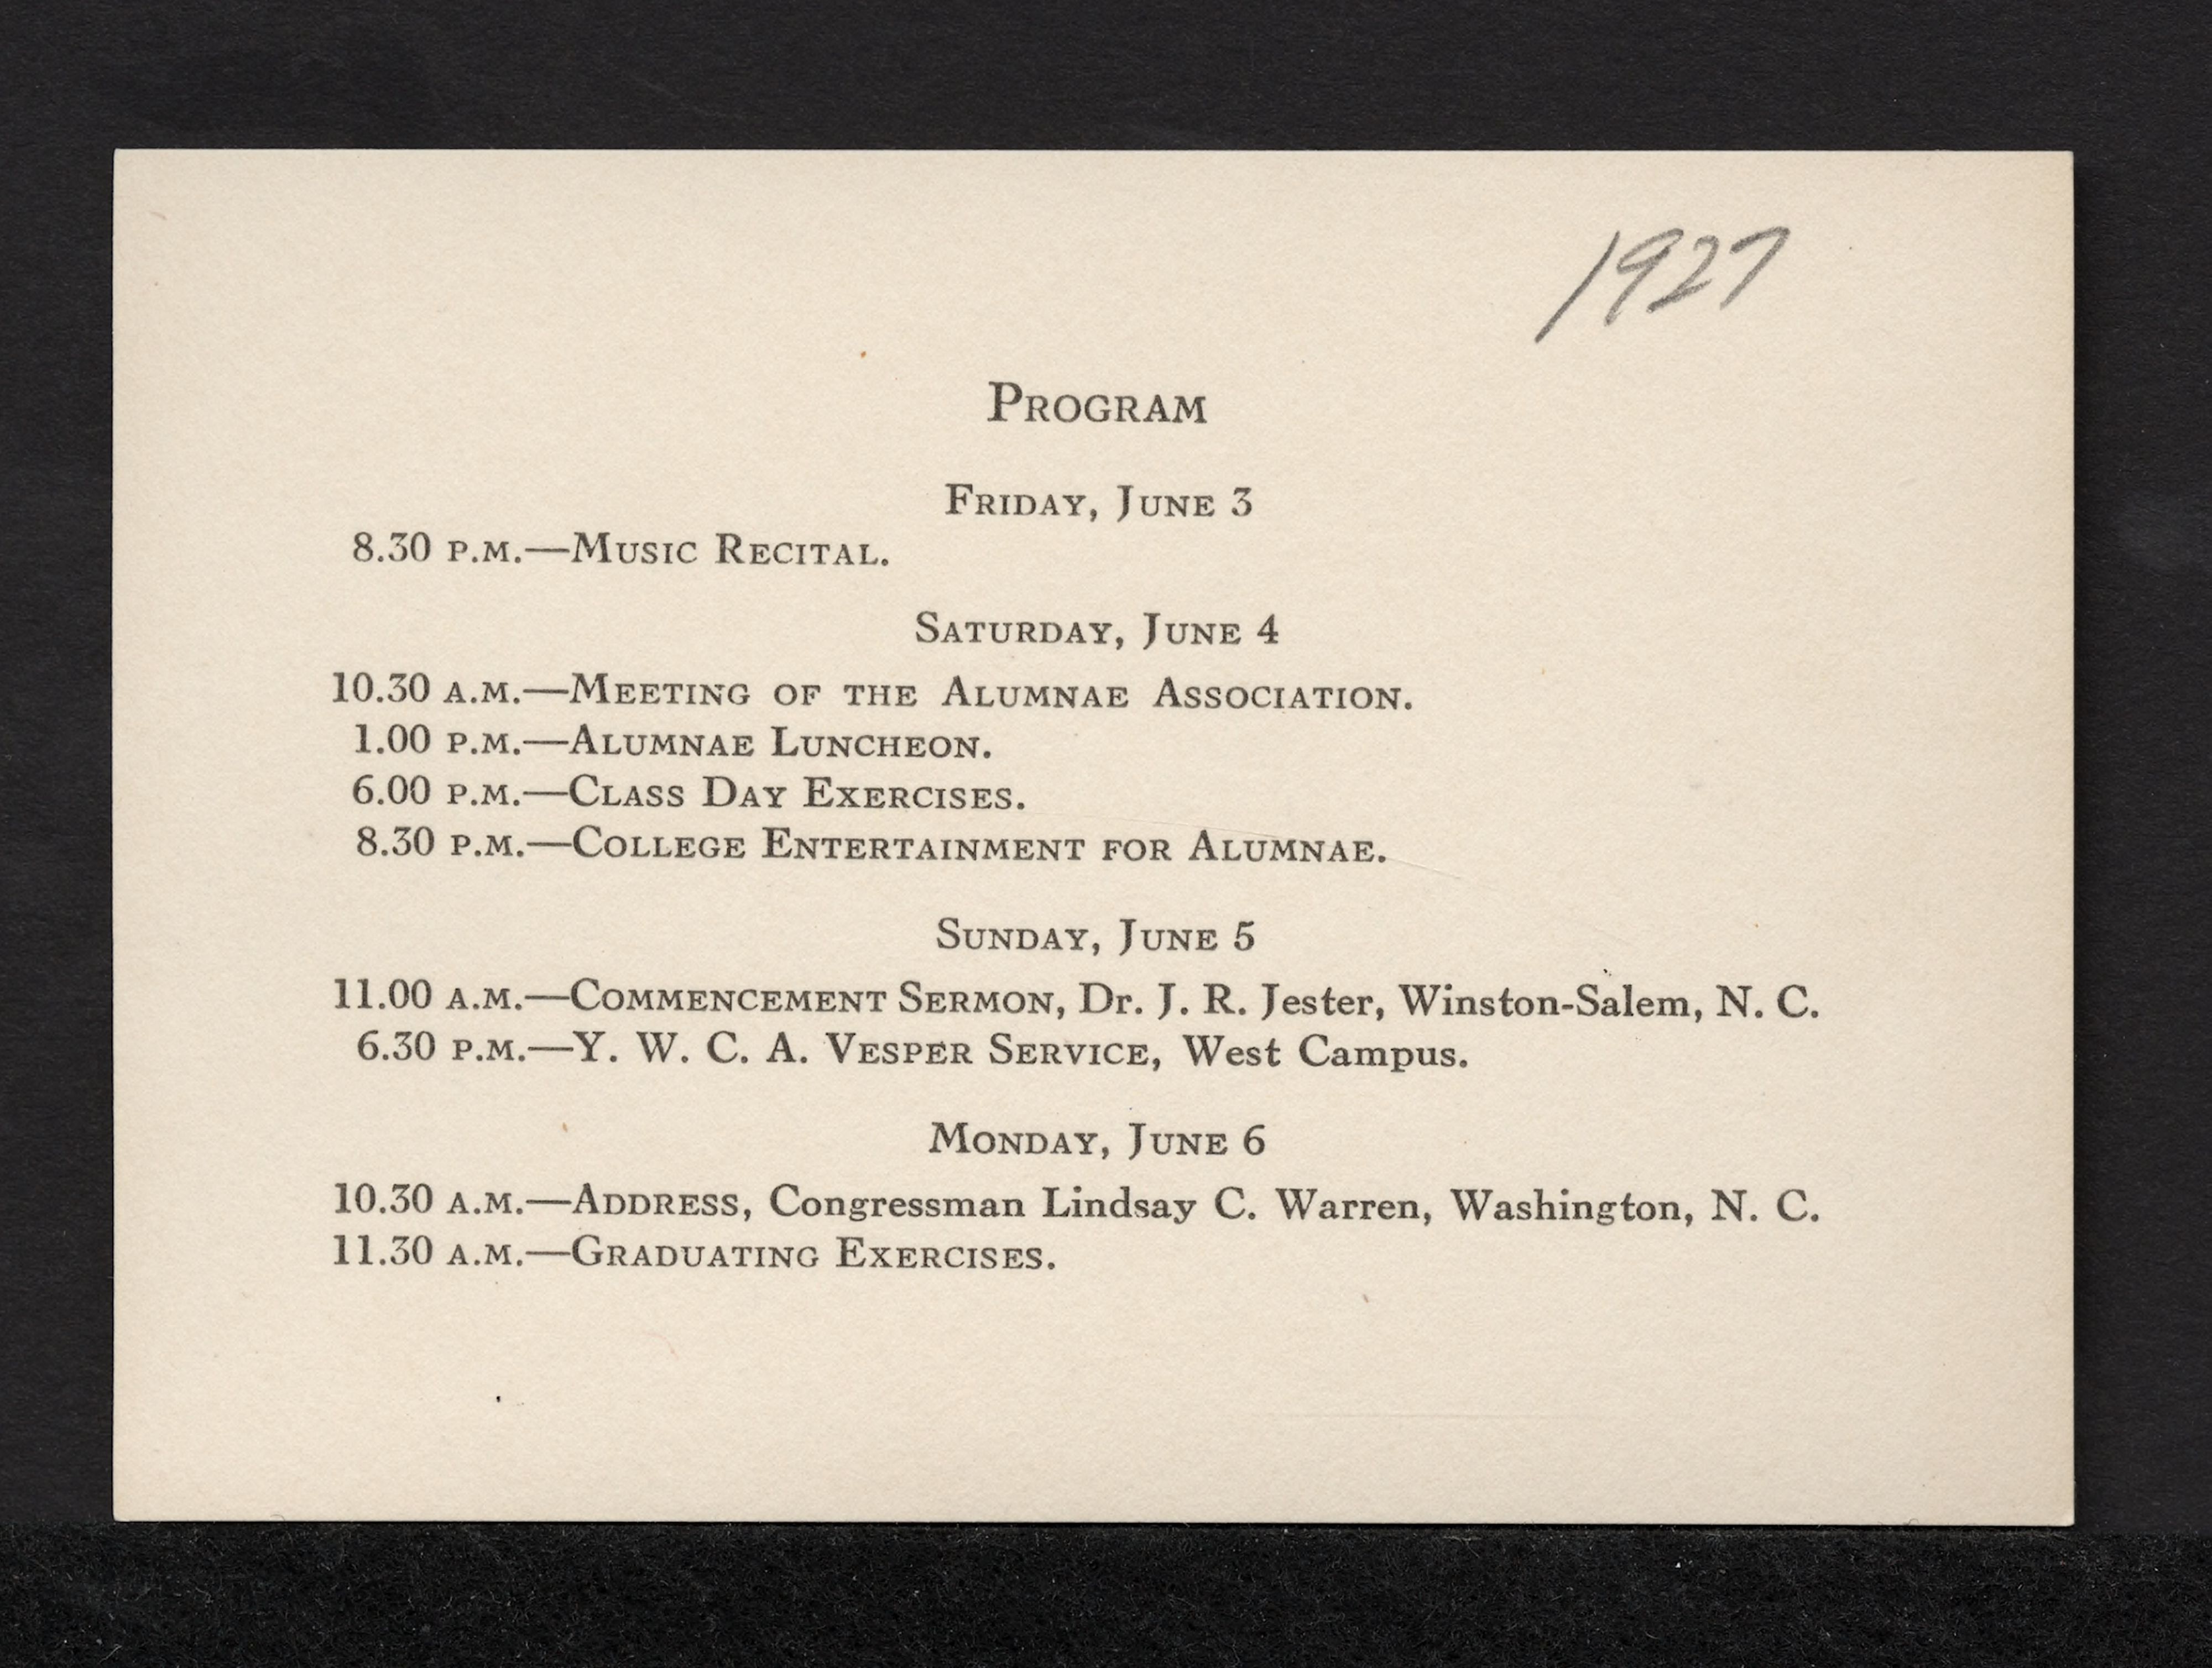 1927
Program
Friday, June 3
8.30 p.m.—Music Recital.
Saturday, June 4
10.30 a.m.—Meeting of the Alumnae Association.
1.00 p.m.—Alumnae Luncheon.
6.00 p.m.—Class Day Exercises.
8.30 p.m.—College Entertainment for Alumnae.
Sunday, June 5
11.00 a.m.—Commencement Sermon, Dr. J. R. Jester, Winston-Salem, N. C.
6.30 p.m.—Y. W. C. A. Vesper Service, West Campus.
Monday, June 6
10.30 a.m.—Address, Congressman Lindsay C. Warren, Washington, N. C.
11.30 a.m.—Graduating Exercises.